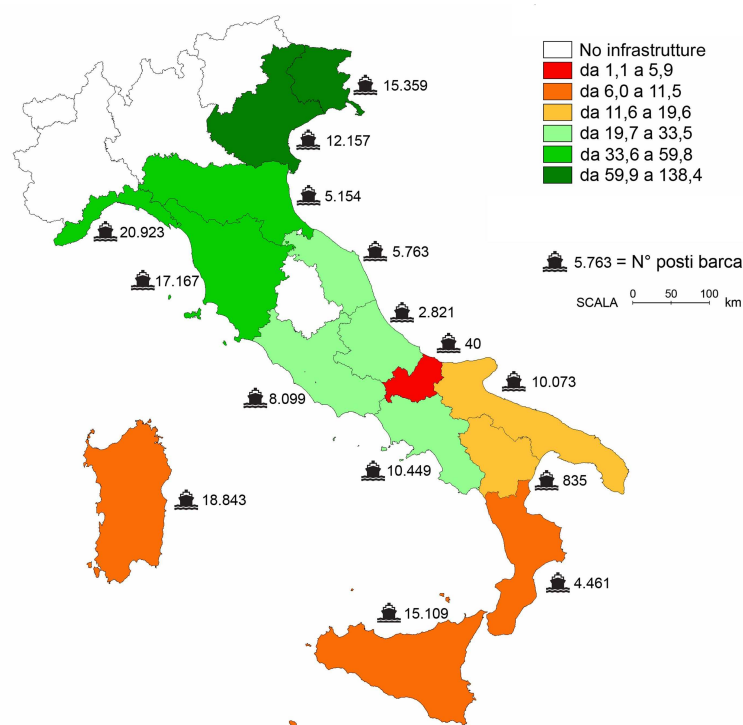 No infrastrutture
da 1,1 a 5,9
da 6,0 a 11,5
da 11,6 a 19,6
da 19,7 a 33,5
da 33,6 a 59,8
da 59,9 a 138,4
15.359
12.157
5.154
20.923
5.763
5.763 = N° posti barca
17.167
SCALA 0 50 100 km
2.821
40
10.073
8.099
10.449
835
18.843
4.461
15.109